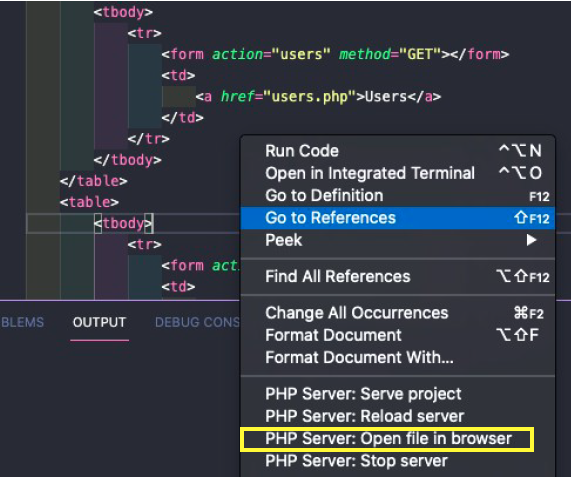 <tbody>
<tr>
<form action="users" method="GET"></form>
<td>
<a href="users.php">Users</a>
</td>
</tr>
</tbody>
</table>
<table>
<tbody>
<tr>
<form acti
<td>
BLEMS OUTPUT DEBUG CONS
Run Code ^⌥N
Open in Integrated Terminal ^⌥O
Go to Definition F12
Go to References ⇧F12
Peek ▶
Find All References ⌥⇧F12
Change All Occurrences ⌘F2
Format Document ⌥⇧F
Format Document With...
PHP Server: Serve project
PHP Server: Reload server
PHP Server: Open file in browser
PHP Server: Stop server